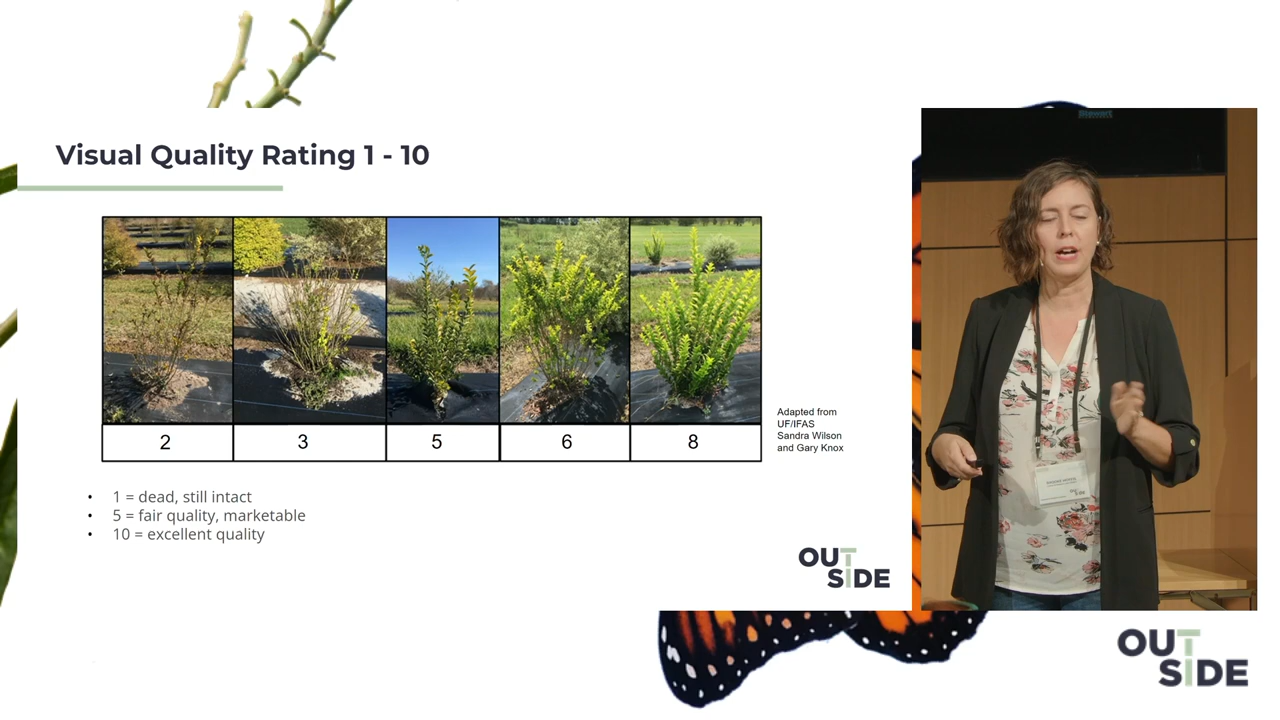 Visual Quality Rating 1 - 10
2
3
5
6
8
Adapted from
UF/IFAS
Sandra Wilson
and Gary Knox
• 1 = dead, still intact
• 5 = fair quality, marketable
• 10 = excellent quality
OUT
SIDE
Stewart
OUT
SIDE